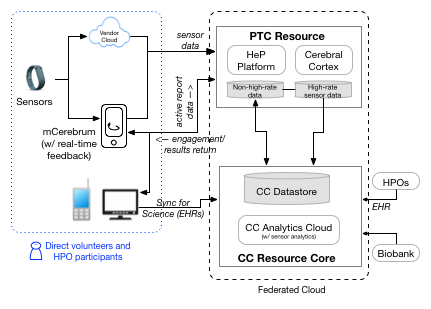 Vendor
Cloud
sensor
data
PTC Resource
HeP
Platform
Cerebral
Cortex
Non-high-rate
data
High-rate
sensor data
Sensors
mCerebrum
(w/ real-time
feedback)
active report
data —>
<— engagement/
results return
Sync for
Science (EHRs)
CC Datastore
CC Analytics Cloud
(w/ sensor analytics)
CC Resource Core
HPOs
EHR
Biobank
Direct volunteers and
HPO participants
Federated Cloud